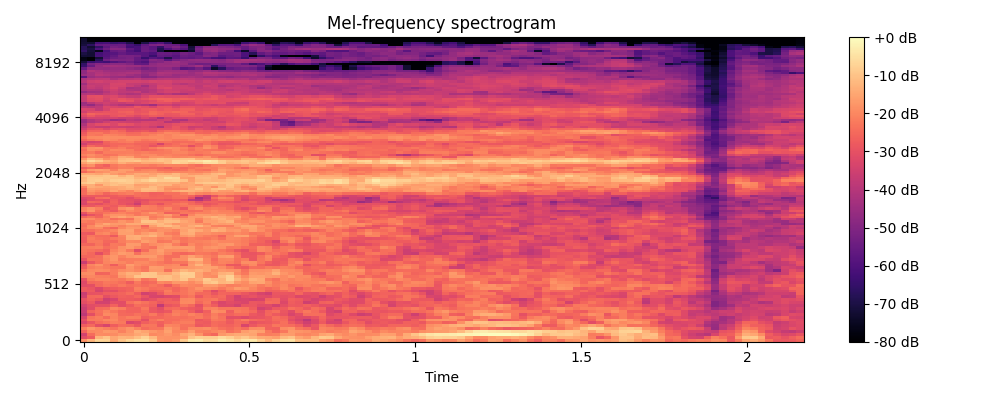 Mel-frequency spectrogram
Hz
8192
4096
2048
1024
512
0
0
0.5
1
1.5
2
Time
+0 dB
-10 dB
-20 dB
-30 dB
-40 dB
-50 dB
-60 dB
-70 dB
-80 dB